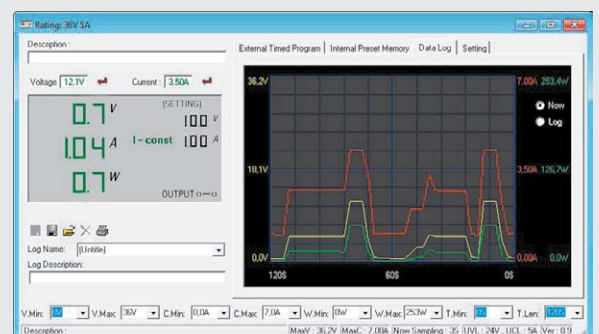 Rating: 36V 5A
Description :
External Timed Program Internal Preset Memory Data Log Setting
Voltage 12.1V Current : 3.50A
0.7 V
[SETTING]
100 V
1.04 A
I-const 100 A
0.7 W
OUTPUT
Log Name: (Untitle)
Log Description:
36.2V 7.00A 253.4W
Now
Log
18,1V 3,50A 126,7W
0.0V 0.00A 0.0W
120S 60S 0S
V.Min: 0V V.Max: 36V C.Min: 0,0A C.Max: 7,0A W.Min: 0W W.Max: 253W T.Min: 0S T.Len: 120S
Description : MaxV : 36,2V MaxC : 7.00A Now Sampling : 3S UVL : 24V , UCL : 5A Ver : 0.9